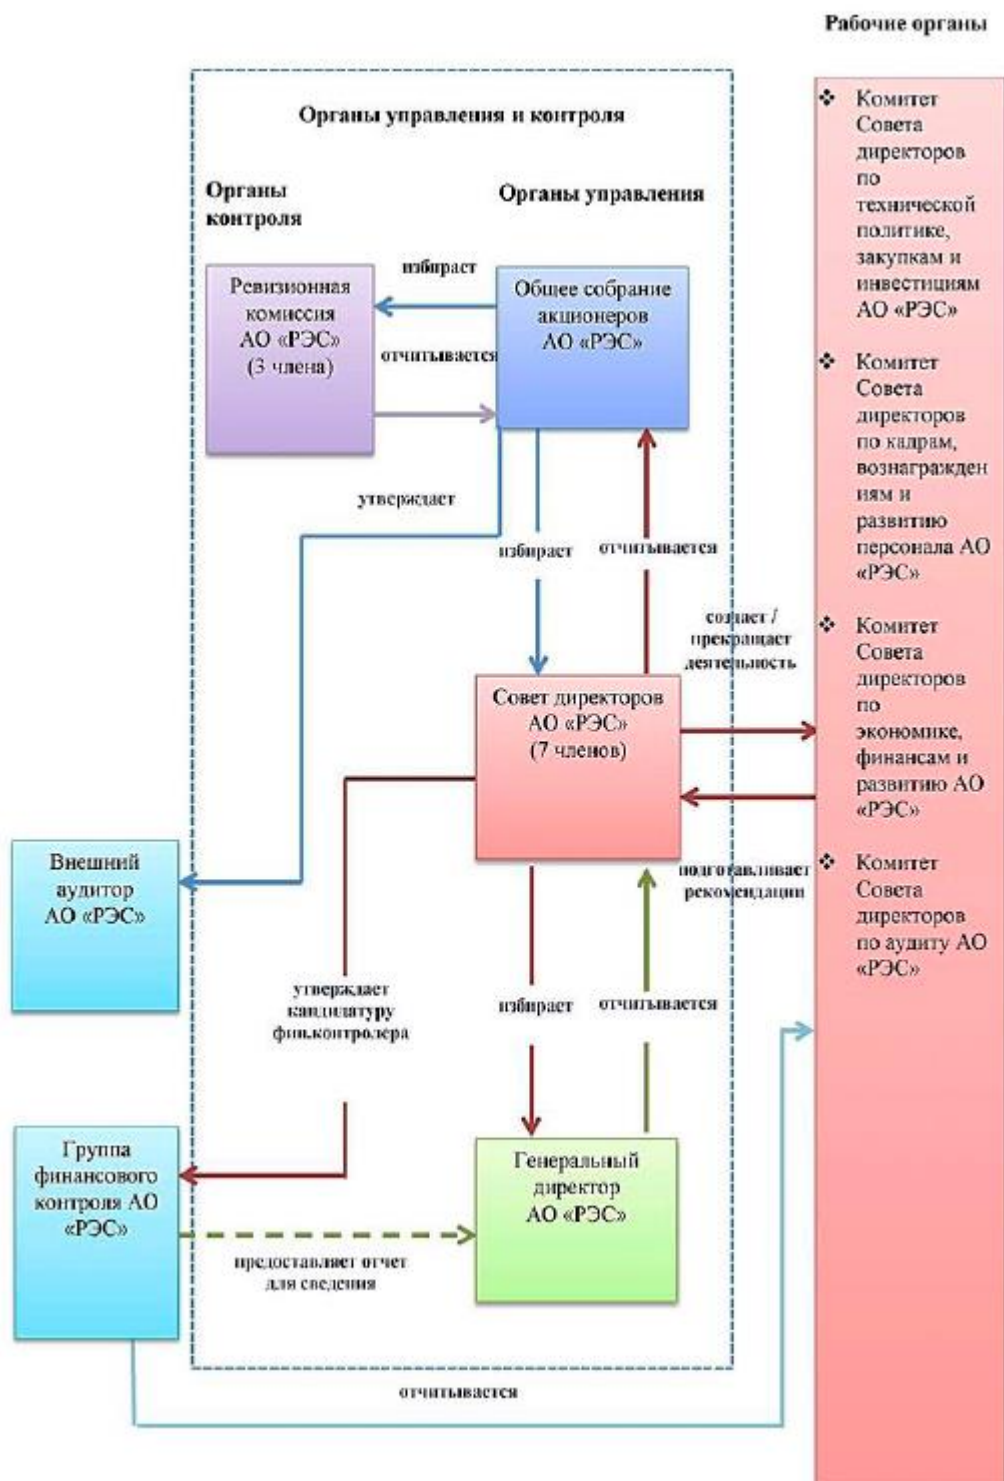 Рабочие органы
Органы управления и контроля
Органы
контроля
Органы управления
Ревизионная
комиссия
АО «РЭС»
(3 члена)
избирает
отчитывается
Общее собрание
акционеров
АО «РЭС»
утверждает
избирает
отчитывается
создает /
прекращает
деятельность
Совет директоров
АО «РЭС»
(7 членов)
подготавливает
рекомендации
Внешний
аудитор
АО «РЭС»
утверждает
кандидатуру
фин.контролера
избирает
отчитывается
Группа
финансового
контроля АО
«РЭС»
Генеральный
директор
АО «РЭС»
предоставляет отчет
для сведения
отчитывается
❖ Комитет
Совета
директоров
по
технической
политике,
закупкам и
инвестициям
АО «РЭС»
❖ Комитет
Совета
директоров
по кадрам,
вознагражден
иям и
развитию
персонала АО
«РЭС»
❖ Комитет
Совета
директоров
по
экономике,
финансам и
развитию АО
«РЭС»
❖ Комитет
Совета
директоров
по аудиту АО
«РЭС»